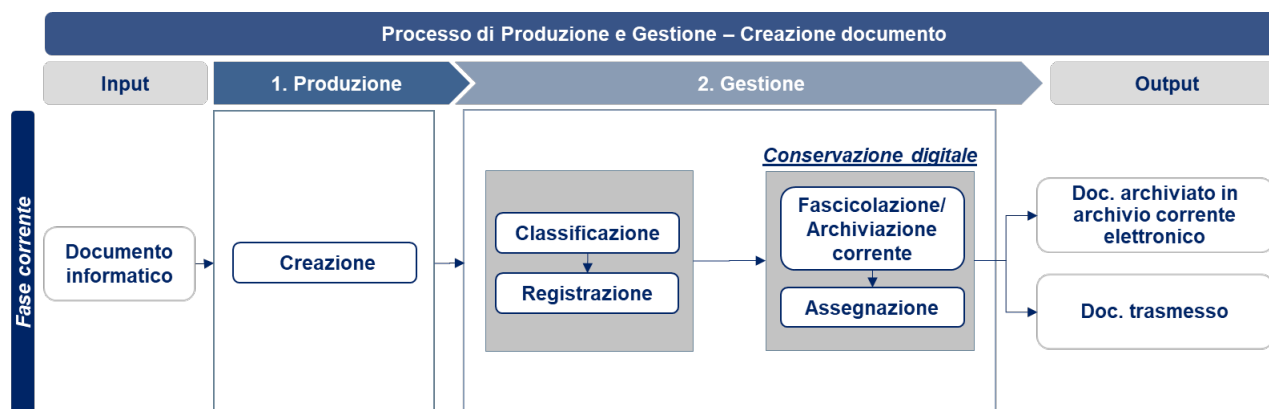 Processo di Produzione e Gestione – Creazione documento
Input
1. Produzione
2. Gestione
Output
Fase corrente
Documento
informatico
Creazione
Classificazione
Registrazione
Conservazione digitale
Fascicolazione/
Archiviazione
corrente
Assegnazione
Doc. archiviato in
archivio corrente
elettronico
Doc. trasmesso